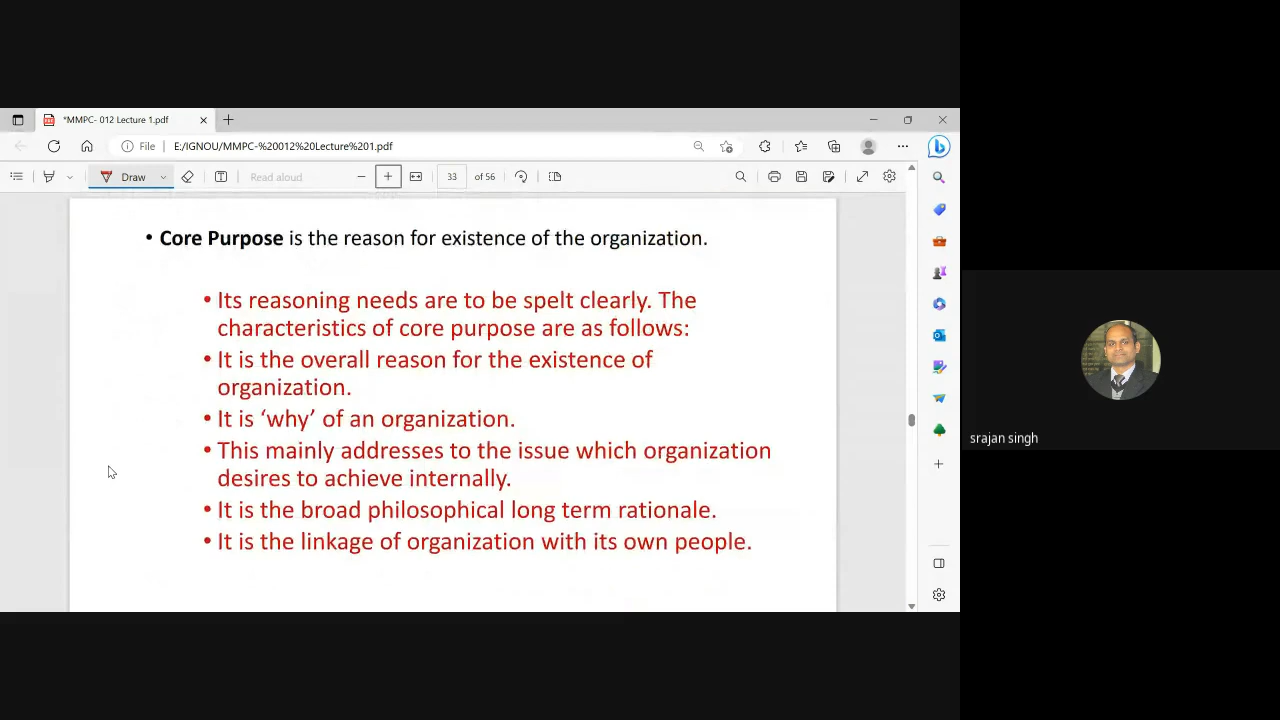 *MMPC- 012 Lecture 1.pdf
File E:/IGNOU/MMPC-%20012%20Lecture%201.pdf
Draw Read aloud 33 of 56
• Core Purpose is the reason for existence of the organization.
• Its reasoning needs are to be spelt clearly. The
characteristics of core purpose are as follows:
• It is the overall reason for the existence of
organization.
• It is ‘why’ of an organization.
• This mainly addresses to the issue which organization
desires to achieve internally.
• It is the broad philosophical long term rationale.
• It is the linkage of organization with its own people.
srajan singh